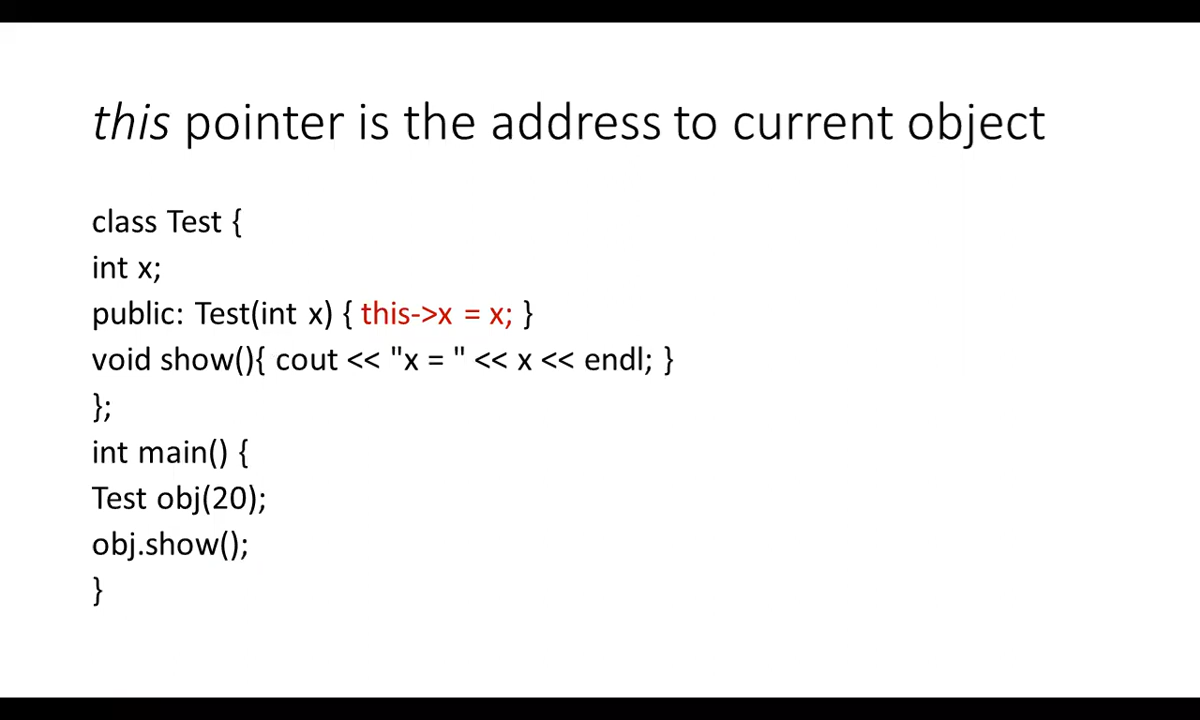 this pointer is the address to current object
class Test {
int x;
public: Test(int x) { this->x = x; }
void show(){ cout << "x = " << x << endl; }
};
int main() {
Test obj(20);
obj.show();
}